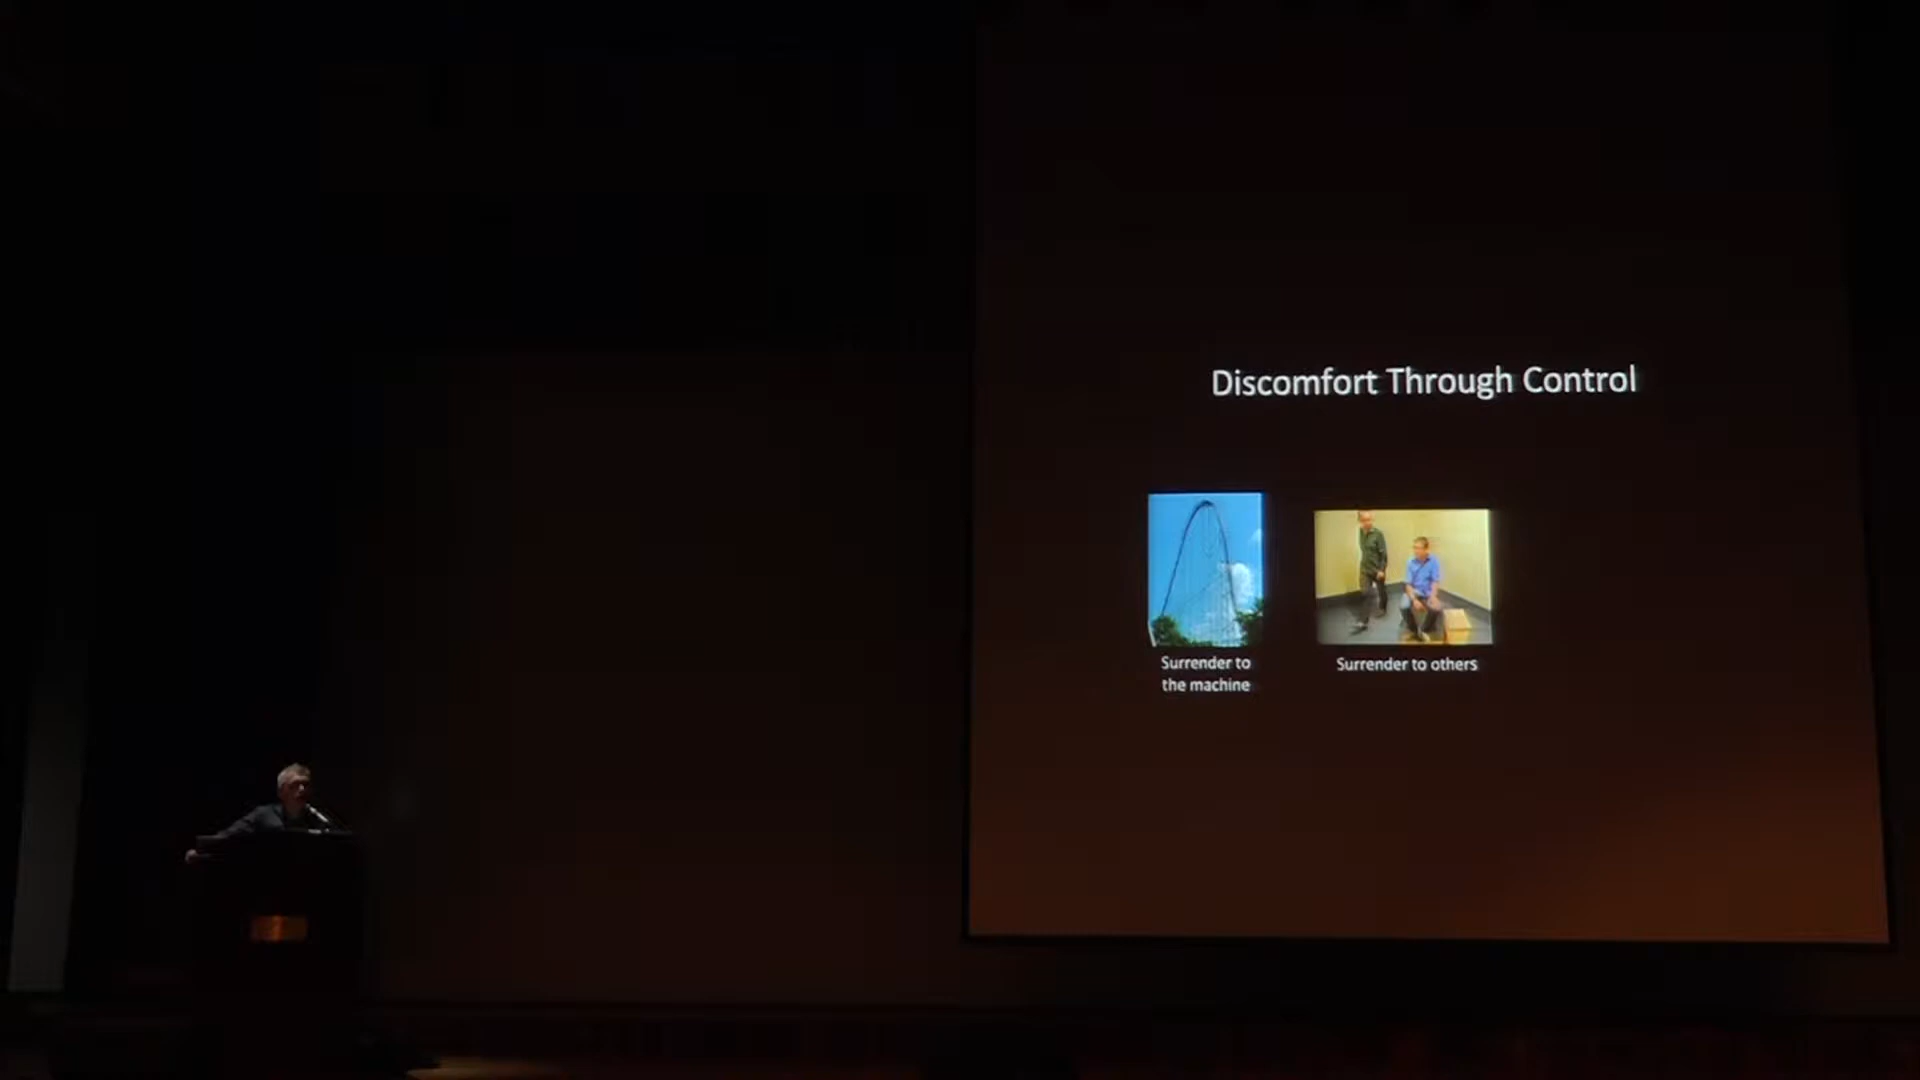 Discomfort Through Control
Surrender to
the machine
Surrender to others